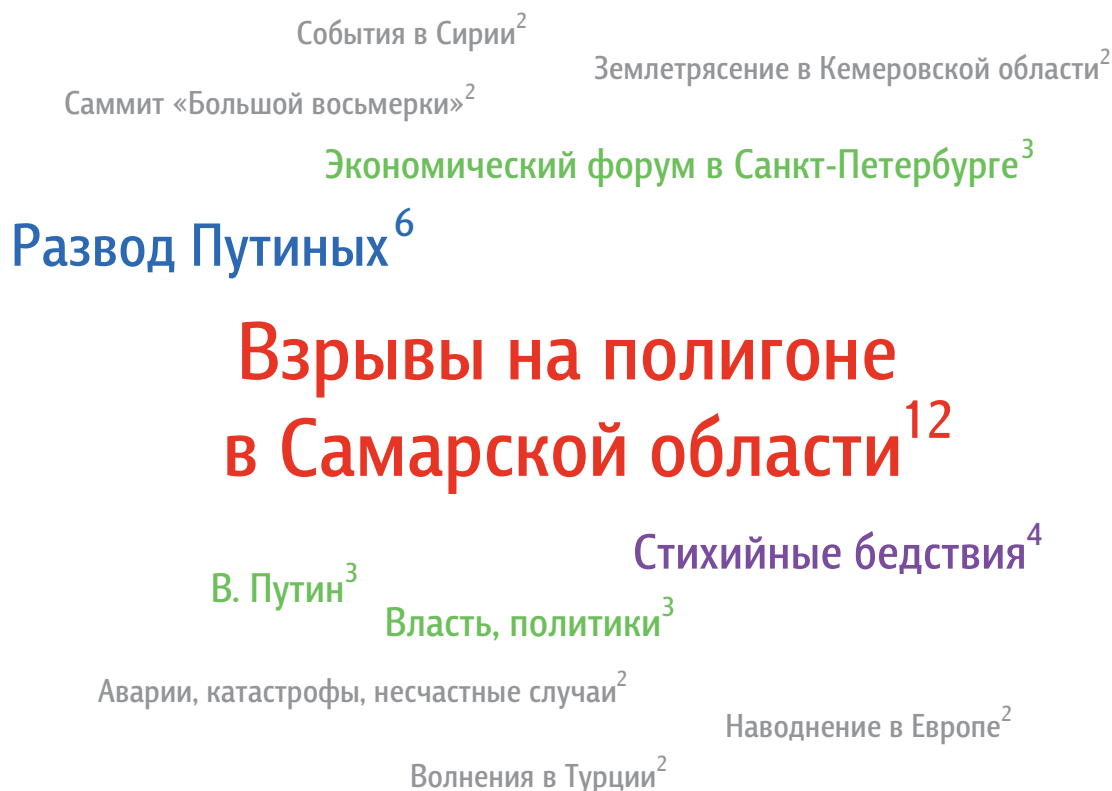 События в Сирии²
Землетрясение в Кемеровской области²
Саммит «Большой восьмерки»²
Экономический форум в Санкт-Петербурге³
Развод Путиных⁶
Взрывы на полигоне
в Самарской области¹²
Стихийные бедствия⁴
В. Путин³
Власть, политики³
Аварии, катастрофы, несчастные случаи²
Наводнение в Европе²
Волнения в Турции²